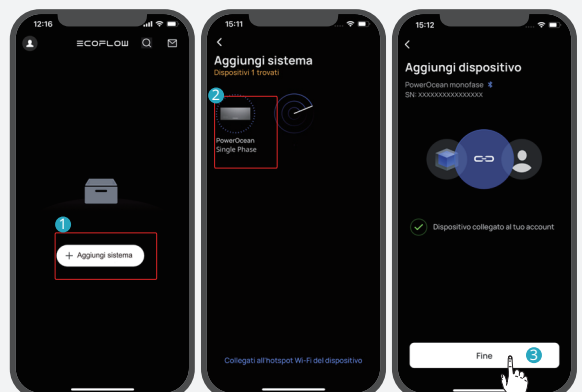 12:16
ECOFLOW
1
+ Aggiungi sistema
15:11
Aggiungi sistema
Dispositivi 1 trovati
2
PowerOcean
Single Phase
Collegati all'hotspot Wi-Fi del dispositivo
15:12
Aggiungi dispositivo
PowerOcean monofase
SN: XXXXXXXXXXXXXXXX
Dispositivo collegato al tuo account
Fine
3